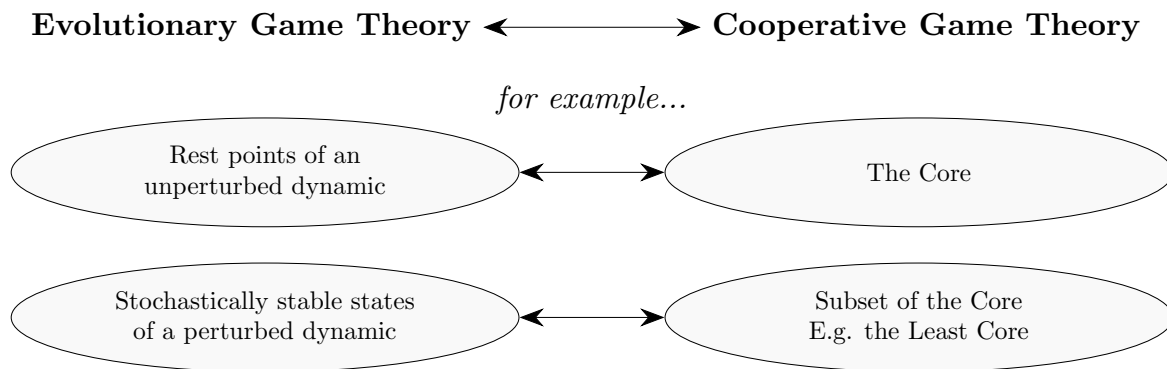 Evolutionary Game Theory
Cooperative Game Theory
for example...
Rest points of an
unperturbed dynamic
The Core
Stochastically stable states
of a perturbed dynamic
Subset of the Core
E.g. the Least Core